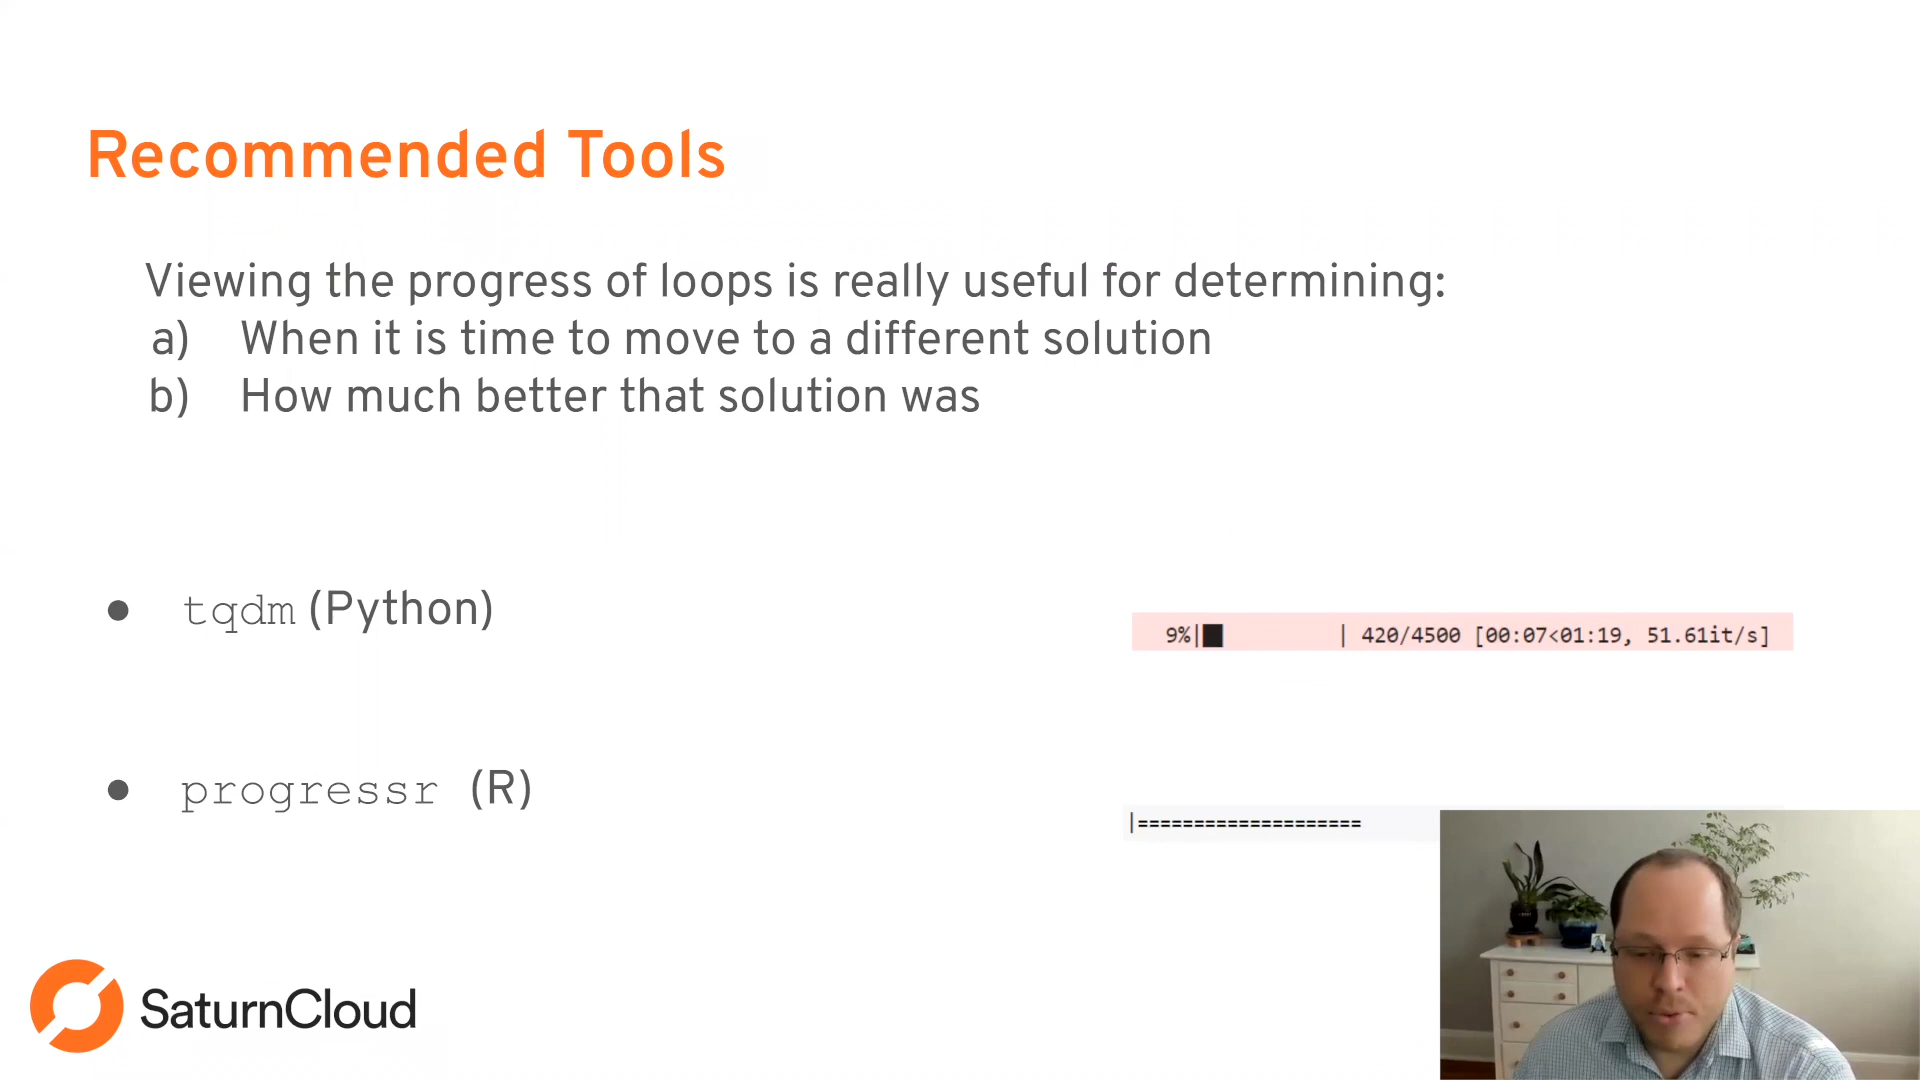 Recommended Tools
Viewing the progress of loops is really useful for determining:
a) When it is time to move to a different solution
b) How much better that solution was
● tqdm (Python)
9%|█ | 420/4500 [00:07<01:19, 51.61it/s]
● progressr (R)
|====================
SaturnCloud